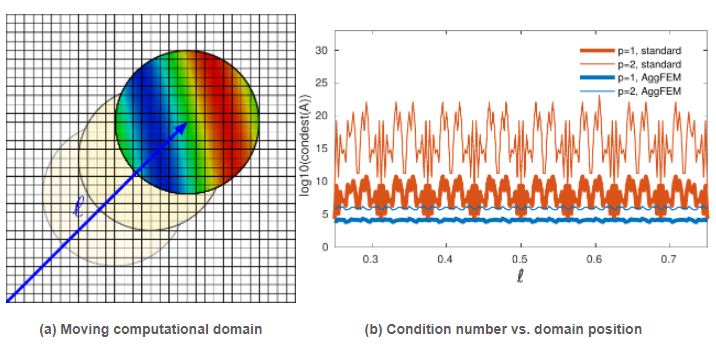 ℓ
(a) Moving computational domain
30
25
20
15
10
5
0
log10(condest(A))
p=1, standard
p=2, standard
p=1, AggFEM
p=2, AggFEM
0.3 0.4 0.5 0.6 0.7
ℓ
(b) Condition number vs. domain position